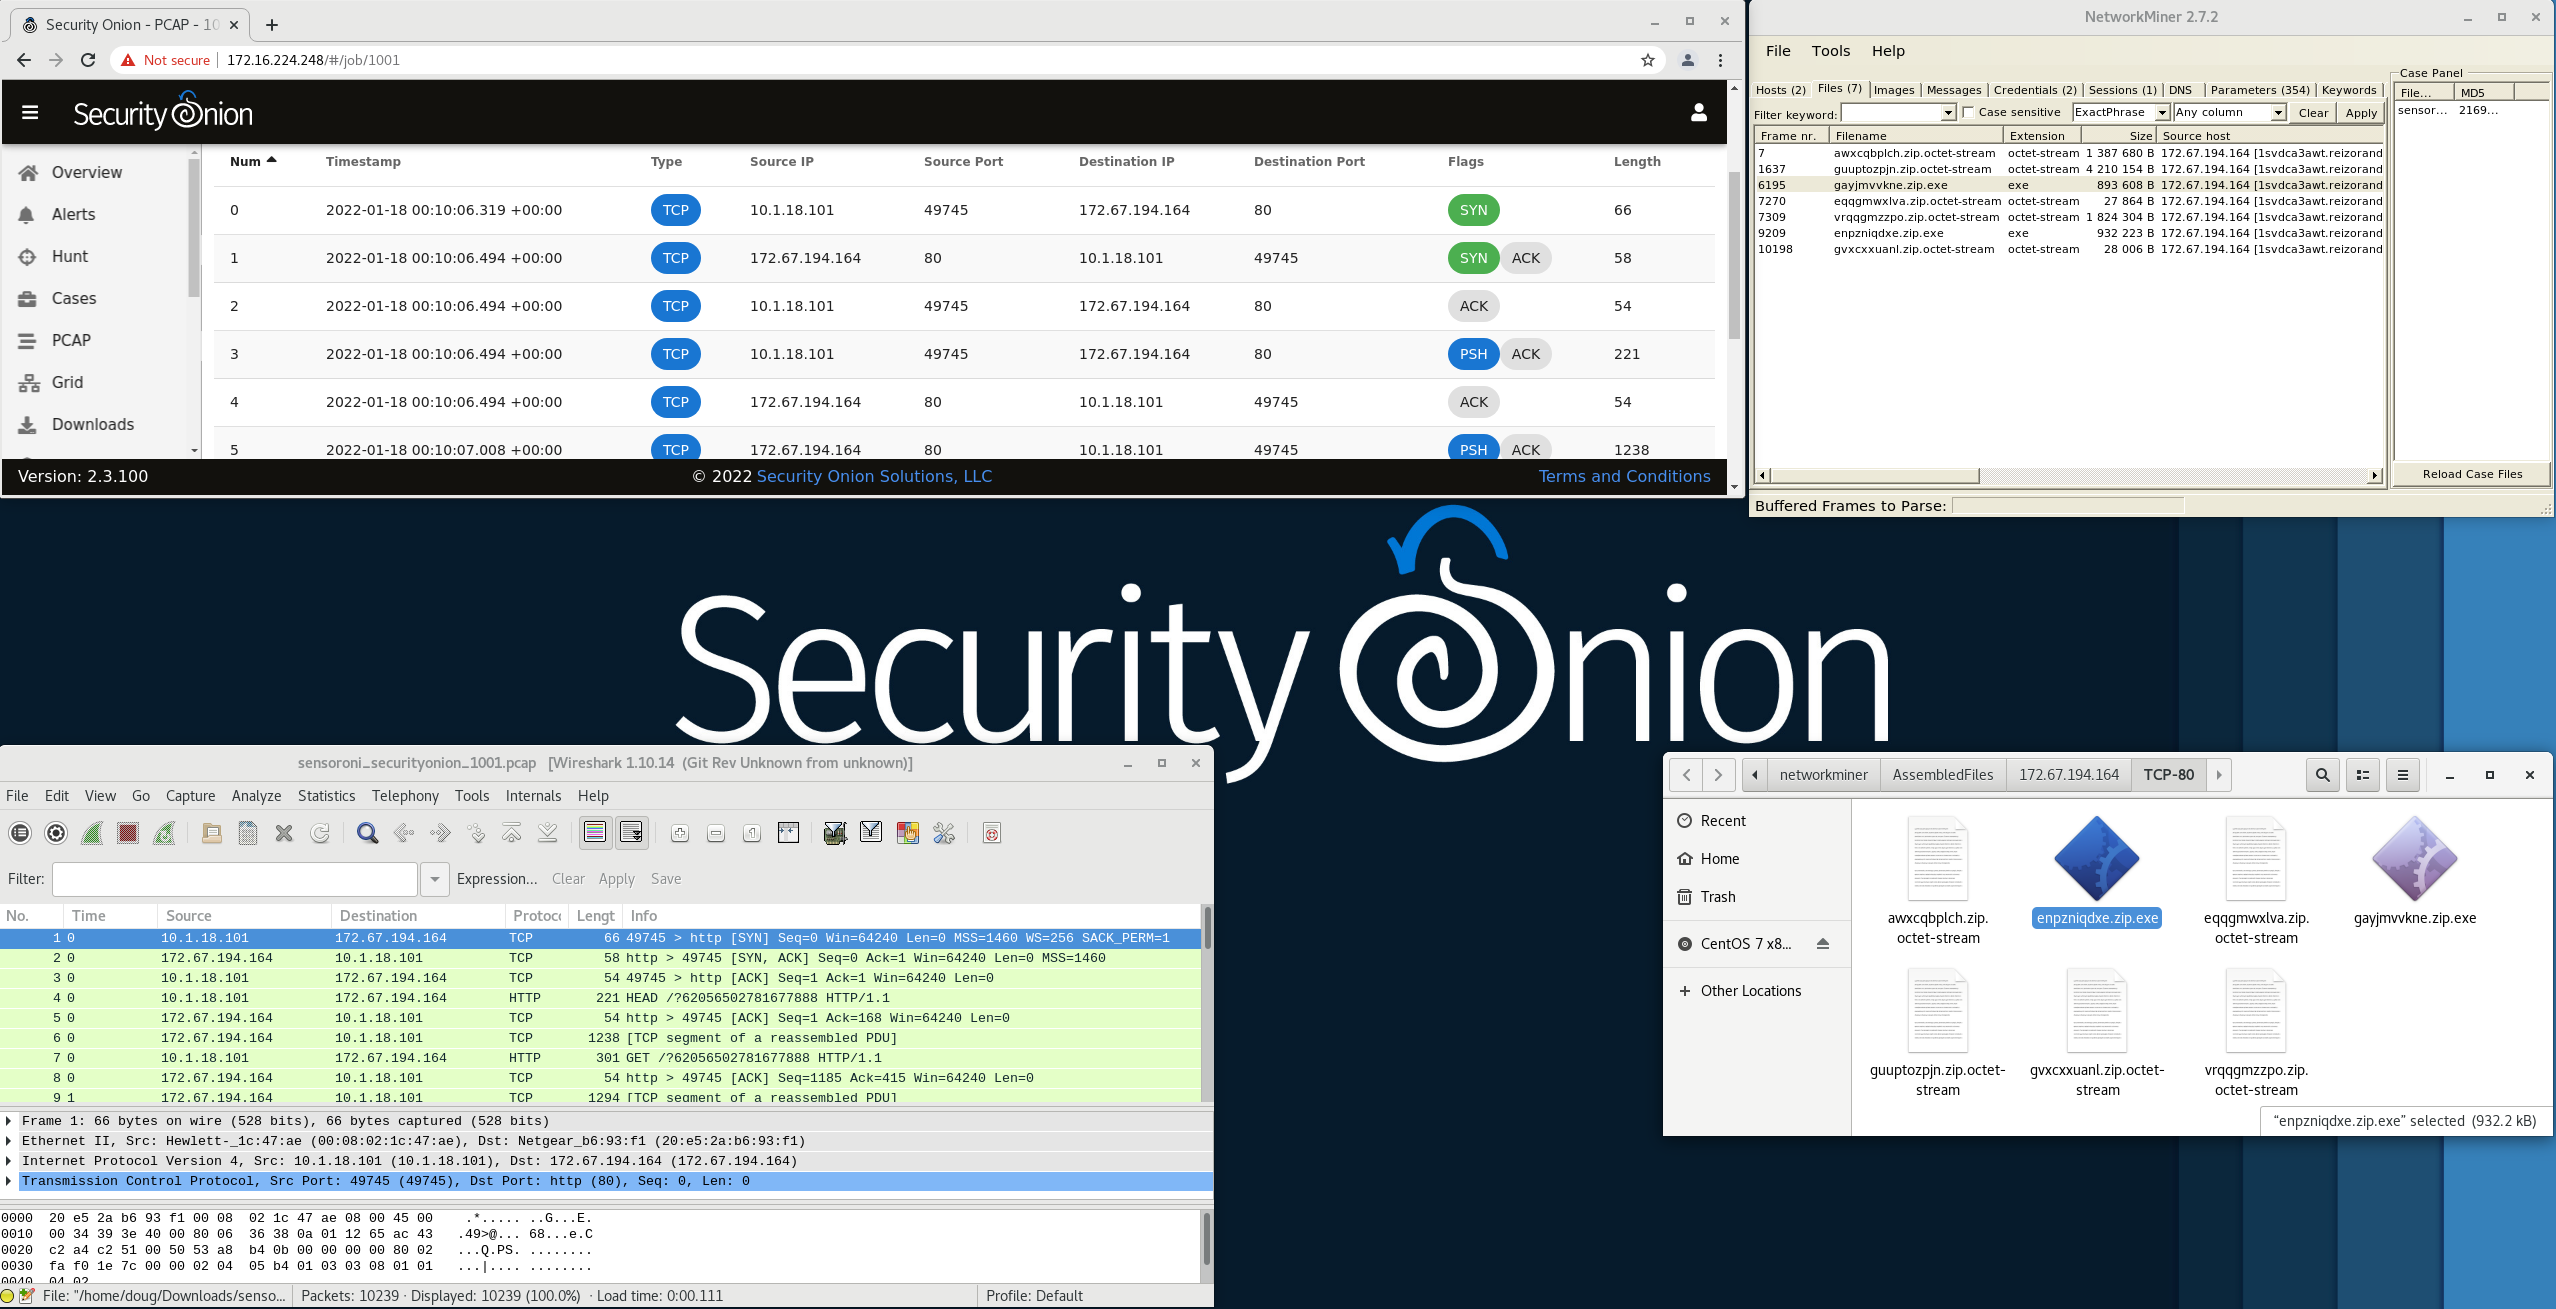 Security Onion - PCAP - 10
Not secure 172.16.224.248/#/job/1001
Security Onion
Overview
Alerts
Hunt
Cases
PCAP
Grid
Downloads
Num Timestamp Type Source IP Source Port Destination IP Destination Port Flags Length
0 2022-01-18 00:10:06.319 +00:00 TCP 10.1.18.101 49745 172.67.194.164 80 SYN 66
1 2022-01-18 00:10:06.494 +00:00 TCP 172.67.194.164 80 10.1.18.101 49745 SYN ACK 58
2 2022-01-18 00:10:06.494 +00:00 TCP 10.1.18.101 49745 172.67.194.164 80 ACK 54
3 2022-01-18 00:10:06.494 +00:00 TCP 10.1.18.101 49745 172.67.194.164 80 PSH ACK 221
4 2022-01-18 00:10:06.494 +00:00 TCP 172.67.194.164 80 10.1.18.101 49745 ACK 54
5 2022-01-18 00:10:07.008 +00:00 TCP 172.67.194.164 80 10.1.18.101 49745 PSH ACK 1238
Version: 2.3.100 © 2022 Security Onion Solutions, LLC Terms and Conditions
NetworkMiner 2.7.2
File Tools Help
Hosts (2) Files (7) Images Messages Credentials (2) Sessions (1) DNS Parameters (354) Keywords
Filter keyword: Case sensitive ExactPhrase Any column Clear Apply
Frame nr. Filename Extension Size Source host
7 awxcqbplch.zip.octet-stream octet-stream 1 387 680 B 172.67.194.164 [1svdca3awt.reizorand
1637 guuptozpjn.zip.octet-stream octet-stream 4 210 154 B 172.67.194.164 [1svdca3awt.reizorand
6195 gayjmvvkne.zip.exe exe 893 608 B 172.67.194.164 [1svdca3awt.reizorand
7270 eqqgmwxlva.zip.octet-stream octet-stream 27 864 B 172.67.194.164 [1svdca3awt.reizorand
7309 vrqqgmzzpo.zip.octet-stream octet-stream 1 824 304 B 172.67.194.164 [1svdca3awt.reizorand
9209 enpzniqdxe.zip.exe exe 932 223 B 172.67.194.164 [1svdca3awt.reizorand
10198 gvxcxxuanl.zip.octet-stream octet-stream 28 006 B 172.67.194.164 [1svdca3awt.reizorand
Case Panel
File... MD5
sensor... 2169...
Reload Case Files
Buffered Frames to Parse:
Security Onion
sensoroni_securityonion_1001.pcap [Wireshark 1.10.14 (Git Rev Unknown from unknown)]
File Edit View Go Capture Analyze Statistics Telephony Tools Internals Help
Filter: Expression... Clear Apply Save
No. Time Source Destination Protoco Lengt Info
1 0 10.1.18.101 172.67.194.164 TCP 66 49745 > http [SYN] Seq=0 Win=64240 Len=0 MSS=1460 WS=256 SACK_PERM=1
2 0 172.67.194.164 10.1.18.101 TCP 58 http > 49745 [SYN, ACK] Seq=0 Ack=1 Win=64240 Len=0 MSS=1460
3 0 10.1.18.101 172.67.194.164 TCP 54 49745 > http [ACK] Seq=1 Ack=1 Win=64240 Len=0
4 0 10.1.18.101 172.67.194.164 HTTP 221 HEAD /?62056502781677888 HTTP/1.1
5 0 172.67.194.164 10.1.18.101 TCP 54 http > 49745 [ACK] Seq=1 Ack=168 Win=64240 Len=0
6 0 172.67.194.164 10.1.18.101 TCP 1238 [TCP segment of a reassembled PDU]
7 0 10.1.18.101 172.67.194.164 HTTP 301 GET /?62056502781677888 HTTP/1.1
8 0 172.67.194.164 10.1.18.101 TCP 54 http > 49745 [ACK] Seq=1185 Ack=415 Win=64240 Len=0
9 1 172.67.194.164 10.1.18.101 TCP 1294 [TCP segment of a reassembled PDU]
Frame 1: 66 bytes on wire (528 bits), 66 bytes captured (528 bits)
Ethernet II, Src: Hewlett-_1c:47:ae (00:08:02:1c:47:ae), Dst: Netgear_b6:93:f1 (20:e5:2a:b6:93:f1)
Internet Protocol Version 4, Src: 10.1.18.101 (10.1.18.101), Dst: 172.67.194.164 (172.67.194.164)
Transmission Control Protocol, Src Port: 49745 (49745), Dst Port: http (80), Seq: 0, Len: 0
0000 20 e5 2a b6 93 f1 00 08 02 1c 47 ae 08 00 45 00 .*..... ..G...E.
0010 00 34 39 3e 40 00 80 06 36 38 0a 01 12 65 ac 43 .49>@... 68...e.C
0020 c2 a4 c2 51 00 50 53 a8 b4 0b 00 00 00 00 80 02 ...Q.PS. ........
0030 fa f0 1e 7c 00 00 02 04 05 b4 01 03 03 08 01 01 ...|.... ........
0040 04 02
File: "/home/doug/Downloads/senso... Packets: 10239 · Displayed: 10239 (100.0%) · Load time: 0:00.111 Profile: Default
networkminer AssembledFiles 172.67.194.164 TCP-80
Recent
Home
Trash
CentOS 7 x8...
Other Locations
awxcqbplch.zip.
octet-stream
enpzniqdxe.zip.exe
eqqgmwxlva.zip.
octet-stream
gayjmvvkne.zip.exe
guuptozpjn.zip.octet-
stream
gvxcxxuanl.zip.octet-
stream
vrqqgmzzpo.zip.
octet-stream
“enpzniqdxe.zip.exe” selected (932.2 kB)